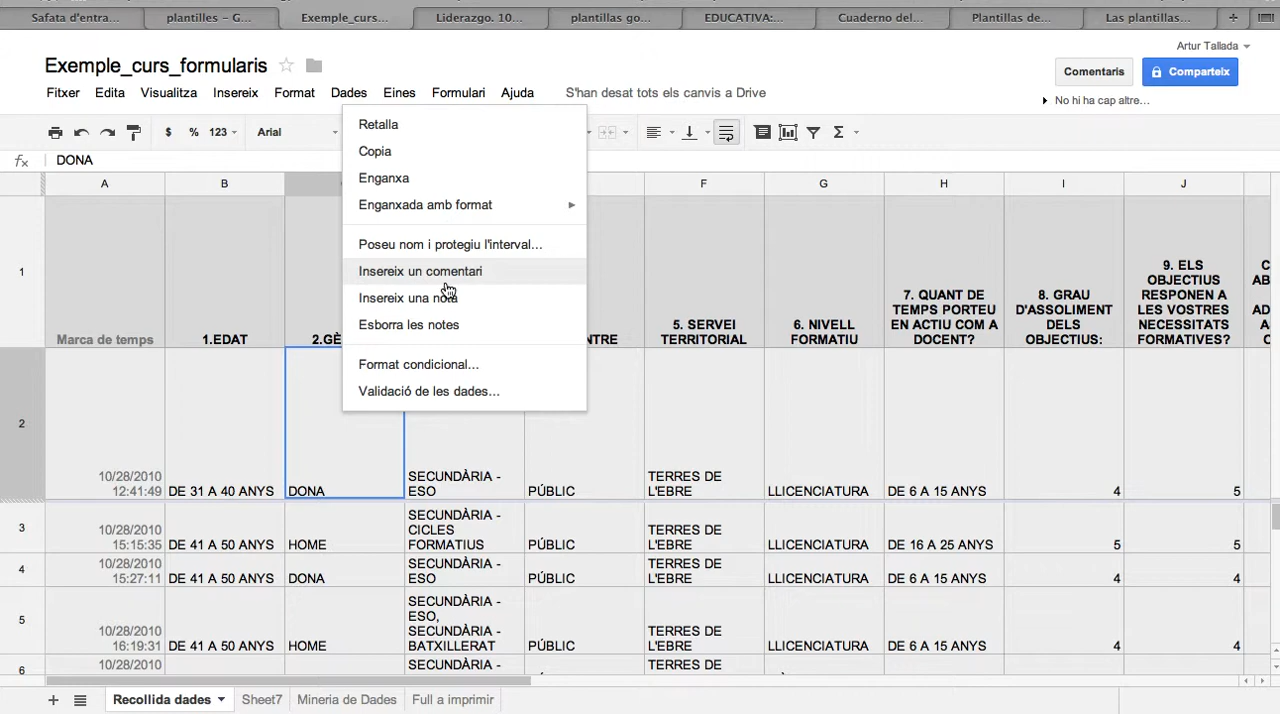 Safata d'entra...
plantilles - G...
Exemple_curs...
Liderazgo. 10...
plantillas go...
EDUCATIVA:...
Cuaderno del...
Plantillas de...
Las plantillas...
Artur Tallada
Exemple_curs_formularis
Comentaris
Comparteix
Fitxer Edita Visualitza Insereix Format Dades Eines Formulari Ajuda S'han desat tots els canvis a Drive
No hi ha cap altre...
$ % 123 Arial Σ
fx DONA
Retalla
Copia
Enganxa
Enganxada amb format
Poseu nom i protegiu l'interval...
Insereix un comentari
Insereix una nota
Esborra les notes
Format condicional...
Validació de les dades...
A B F G H I J
1
Marca de temps
1.EDAT
5. SERVEI
TERRITORIAL
6. NIVELL
FORMATIU
7. QUANT DE
TEMPS PORTEU
EN ACTIU COM A
DOCENT?
8. GRAU
D'ASSOLIMENT
DELS
OBJECTIUS:
9. ELS
OBJECTIUS
RESPONEN A
LES VOSTRES
NECESSITATS
FORMATIVES?
2
10/28/2010
12:41:49
DE 31 A 40 ANYS
DONA
SECUNDÀRIA -
ESO
PÚBLIC
TERRES DE
L'EBRE
LLICENCIATURA
DE 6 A 15 ANYS
4
5
3
10/28/2010
15:15:35
DE 41 A 50 ANYS
HOME
SECUNDÀRIA -
CICLES
FORMATIUS
PÚBLIC
TERRES DE
L'EBRE
LLICENCIATURA
DE 16 A 25 ANYS
5
5
4
10/28/2010
15:27:11
DE 41 A 50 ANYS
DONA
SECUNDÀRIA -
ESO
PÚBLIC
TERRES DE
L'EBRE
LLICENCIATURA
DE 6 A 15 ANYS
4
4
5
10/28/2010
16:19:31
DE 41 A 50 ANYS
HOME
SECUNDÀRIA -
ESO,
SECUNDÀRIA -
BATXILLERAT
PÚBLIC
TERRES DE
L'EBRE
LLICENCIATURA
DE 6 A 15 ANYS
4
4
6
10/28/2010
SECUNDÀRIA -
TERRES DE
Recollida dades
Sheet7
Mineria de Dades
Full a imprimir